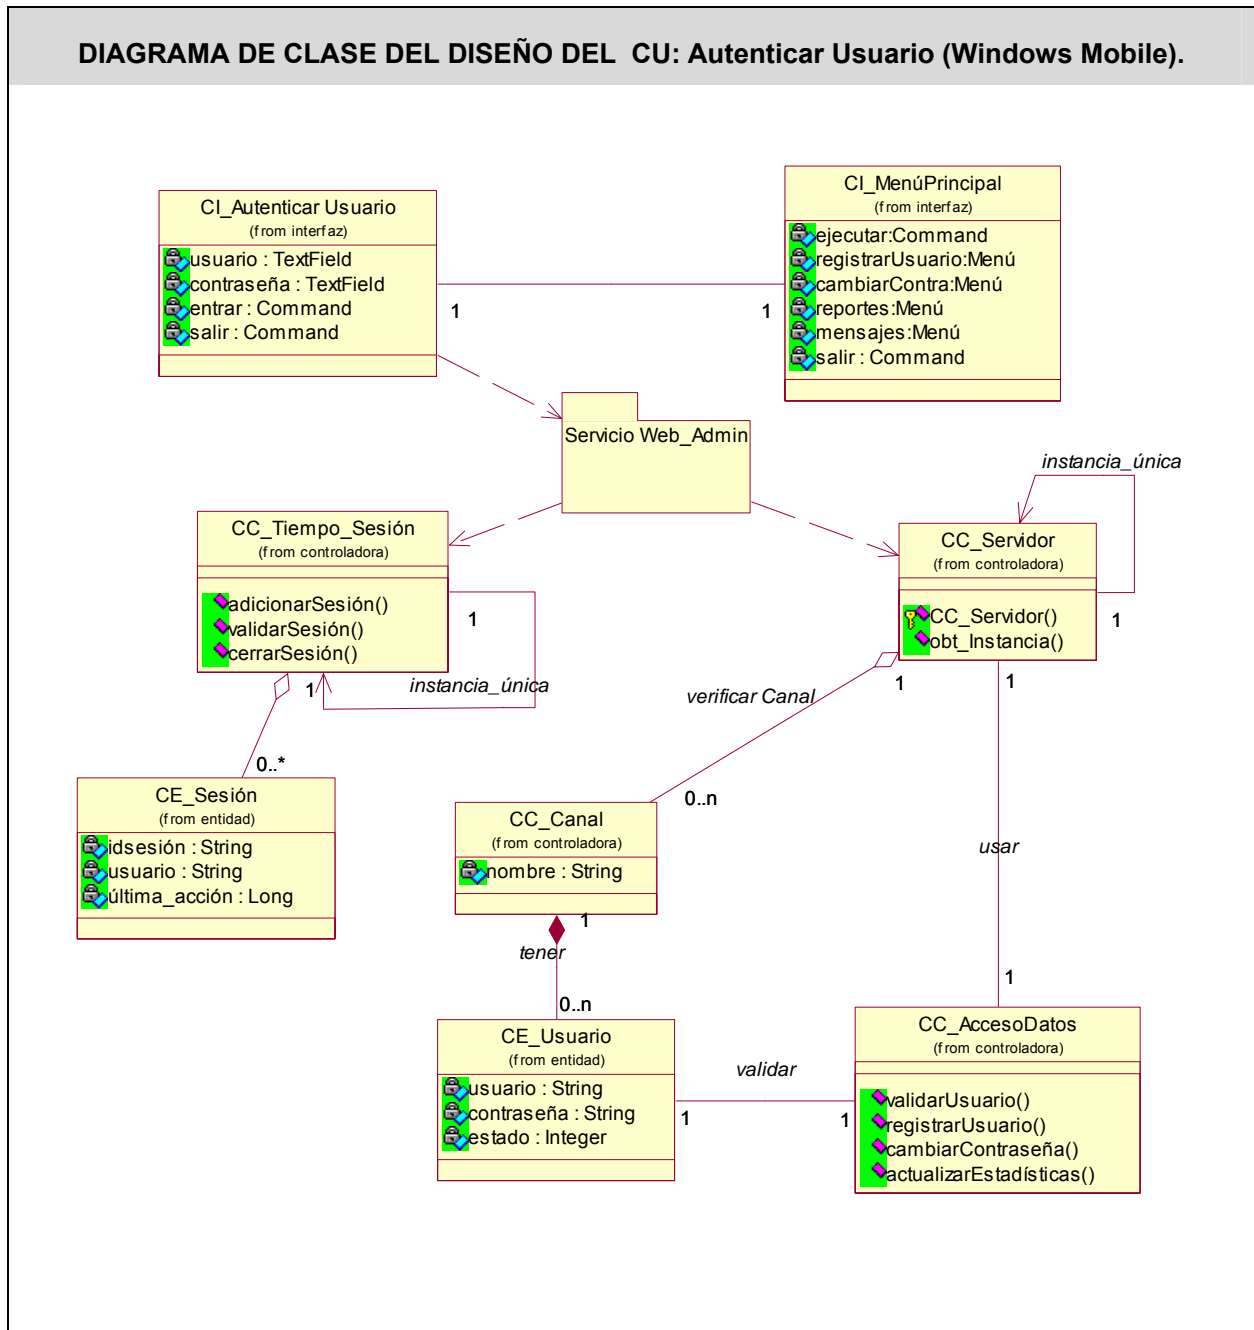 DIAGRAMA DE CLASE DEL DISEÑO DEL CU: Autenticar Usuario (Windows Mobile).
CI_Autenticar Usuario
(from interfaz)
usuario : TextField
contraseña : TextField
entrar : Command
salir : Command
1
1
CI_MenúPrincipal
(from interfaz)
ejecutar:Command
registrarUsuario:Menú
cambiarContra:Menú
reportes:Menú
mensajes:Menú
salir : Command
Servicio Web_Admin
CC_Tiempo_Sesión
(from controladora)
adicionarSesión()
validarSesión()
cerrarSesión()
1
1
instancia_única
0..*
CE_Sesión
(from entidad)
idsesión : String
usuario : String
última_acción : Long
instancia_única
CC_Servidor
(from controladora)
CC_Servidor()
obt_Instancia()
1
1
1
verificar Canal
0..n
CC_Canal
(from controladora)
nombre : String
1
tener
0..n
usar
1
CE_Usuario
(from entidad)
usuario : String
contraseña : String
estado : Integer
validar
1
1
CC_AccesoDatos
(from controladora)
validarUsuario()
registrarUsuario()
cambiarContraseña()
actualizarEstadísticas()